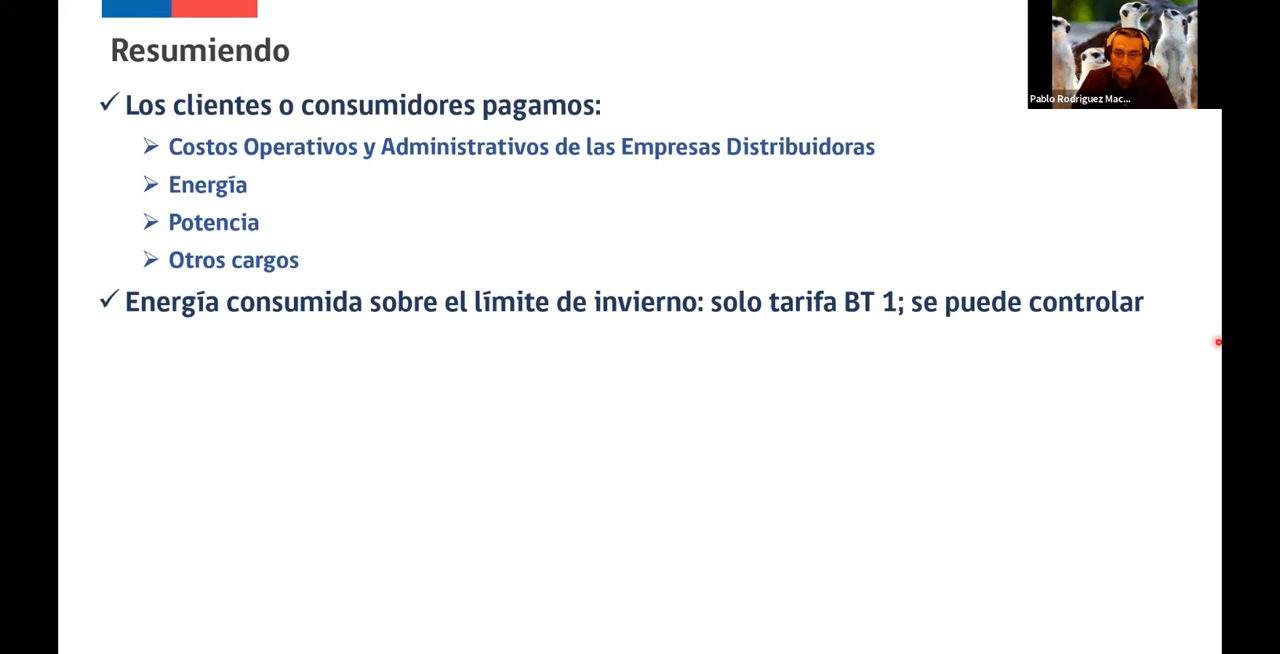 Resumiendo
Pablo Rodriguez Mac...
✓ Los clientes o consumidores pagamos:
➢ Costos Operativos y Administrativos de las Empresas Distribuidoras
➢ Energía
➢ Potencia
➢ Otros cargos
✓ Energía consumida sobre el límite de invierno: solo tarifa BT 1; se puede controlar